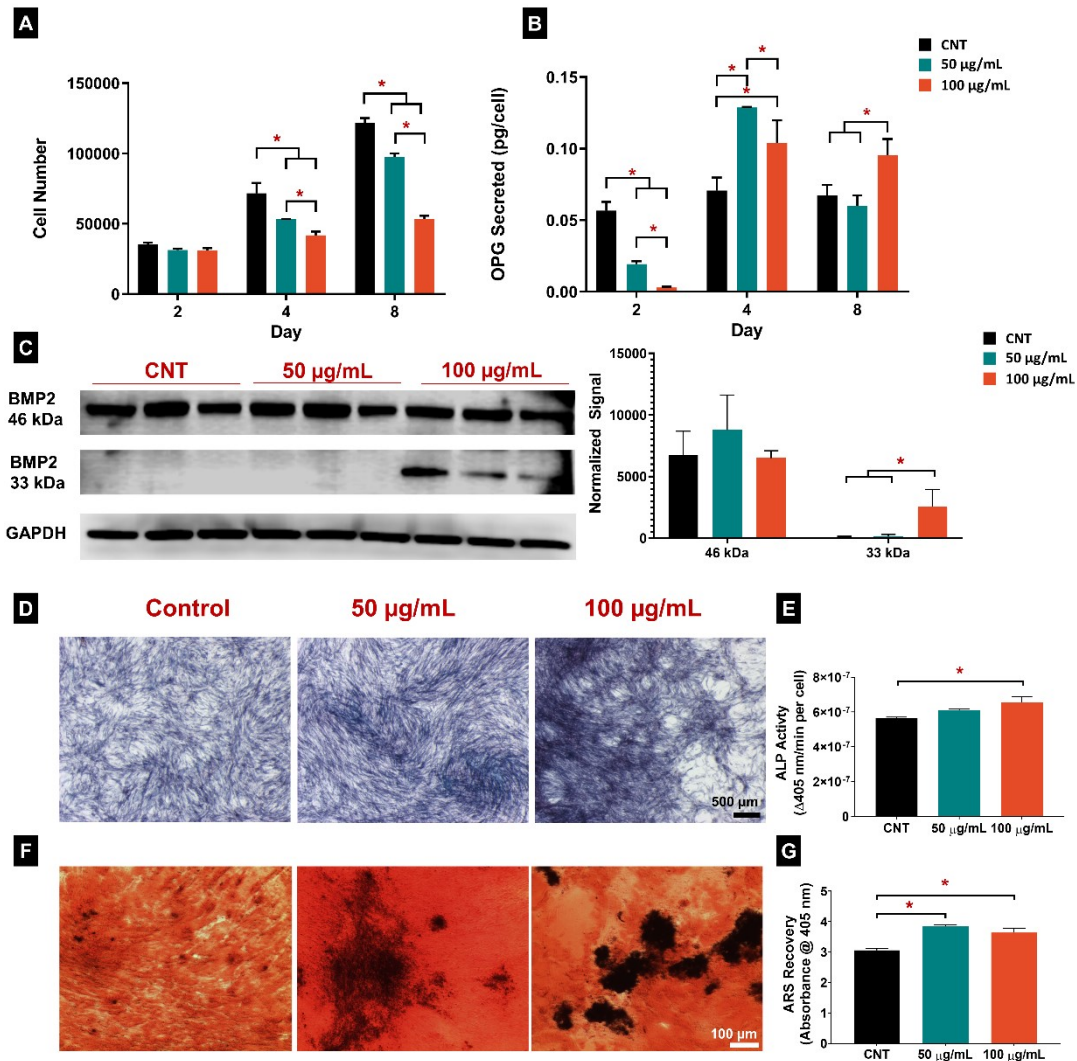 A
Cell Number
150000
100000
50000
0
*
*
*
*
2
4
8
Day
B
OPG Secreted (pg/cell)
0.15
0.10
0.05
0.00
*
*
*
*
*
*
2
4
8
Day
CNT
50 µg/mL
100 µg/mL
C
CNT
50 µg/mL
100 µg/mL
BMP2
46 kDa
BMP2
33 kDa
GAPDH
Normalized Signal
15000
10000
5000
0
*
46 kDa
33 kDa
CNT
50 µg/mL
100 µg/mL
D
Control
50 µg/mL
100 µg/mL
500 µm
E
ALP Activty
(Δ405 nm/min per cell)
8×10⁻⁷
6×10⁻⁷
4×10⁻⁷
2×10⁻⁷
0
*
CNT
50 µg/mL
100 µg/mL
F
100 µm
G
ARS Recovery
(Absorbance @ 405 nm)
5
4
3
2
1
0
*
*
CNT
50 µg/mL
100 µg/mL